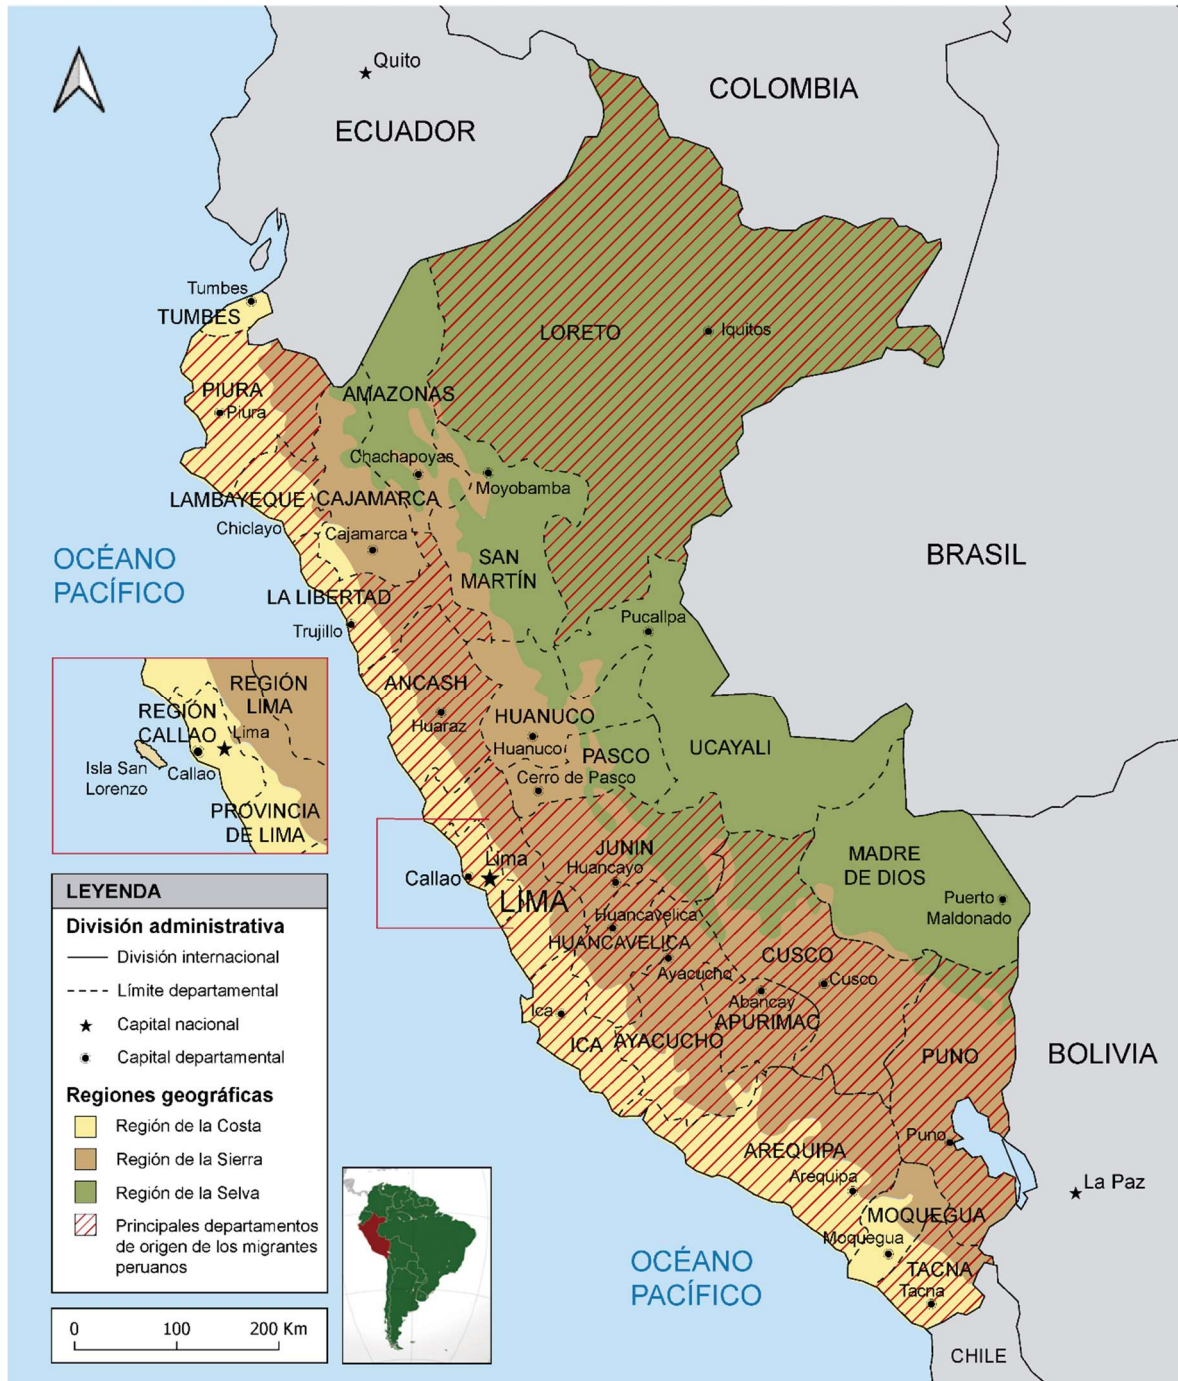 Quito
COLOMBIA
ECUADOR
Tumbes
TUMBES
LORETO
Iquitos
PIURA
Piura
AMAZONAS
Chachapoyas
Moyobamba
LAMBAYEQUE
CAJAMARCA
Chiclayo
Cajamarca
OCÉANO
PACÍFICO
BRASIL
SAN
MARTÍN
LA LIBERTAD
Trujillo
Pucallpa
ANCASH
Huaraz
HUANUCO
Huanuco
PASCO
Cerro de Pasco
UCAYALI
REGIÓN
LIMA
REGIÓN
CALLAO
Lima
Isla San
Lorenzo
Callao
PROVINCIA
DE LIMA
JUNIN
Huancayo
Lima
Callao
LIMA
MADRE
DE DIOS
Puerto
Maldonado
Huancavelica
HUANCAVELICA
Ayacucho
CUSCO
Cusco
Abancay
APURIMAC
Ica
ICA
AYACUCHO
PUNO
BOLIVIA
Puno
AREQUIPA
Arequipa
La Paz
MOQUEGUA
Moquegua
TACNA
Tacna
OCÉANO
PACÍFICO
CHILE
LEYENDA
División administrativa
División internacional
Límite departamental
Capital nacional
Capital departamental
Regiones geográficas
Región de la Costa
Región de la Sierra
Región de la Selva
Principales departamentos
de origen de los migrantes
peruanos
0 100 200 Km